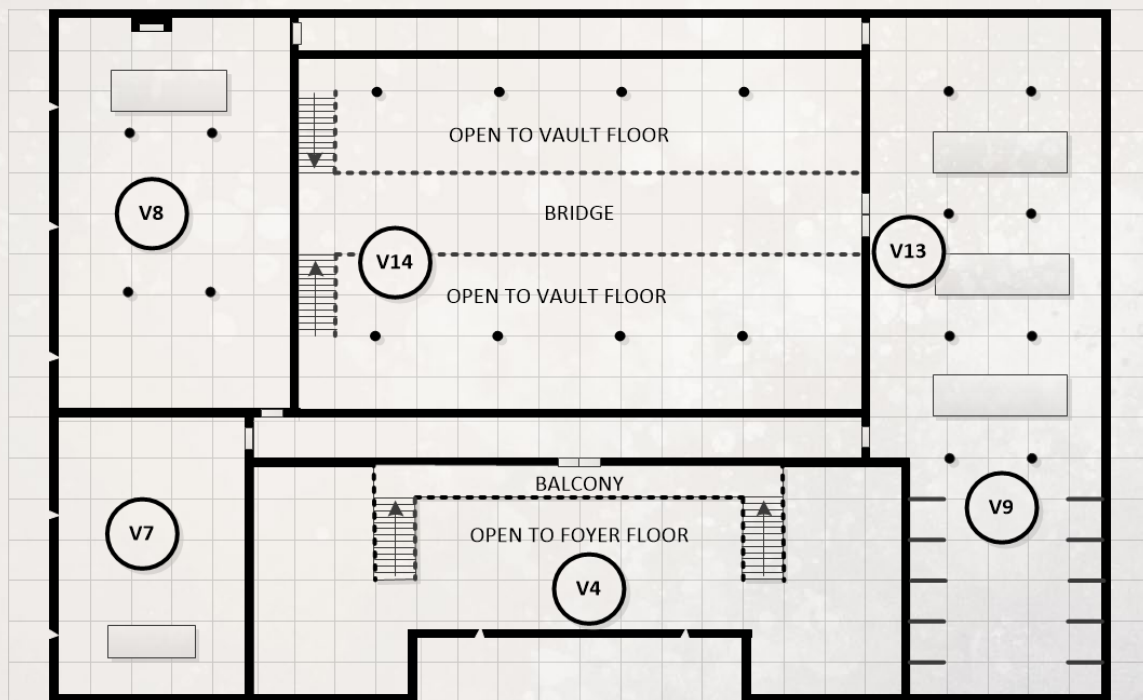 OPEN TO VAULT FLOOR
V8
BRIDGE
V14
V13
OPEN TO VAULT FLOOR
BALCONY
V9
V7
OPEN TO FOYER FLOOR
V4